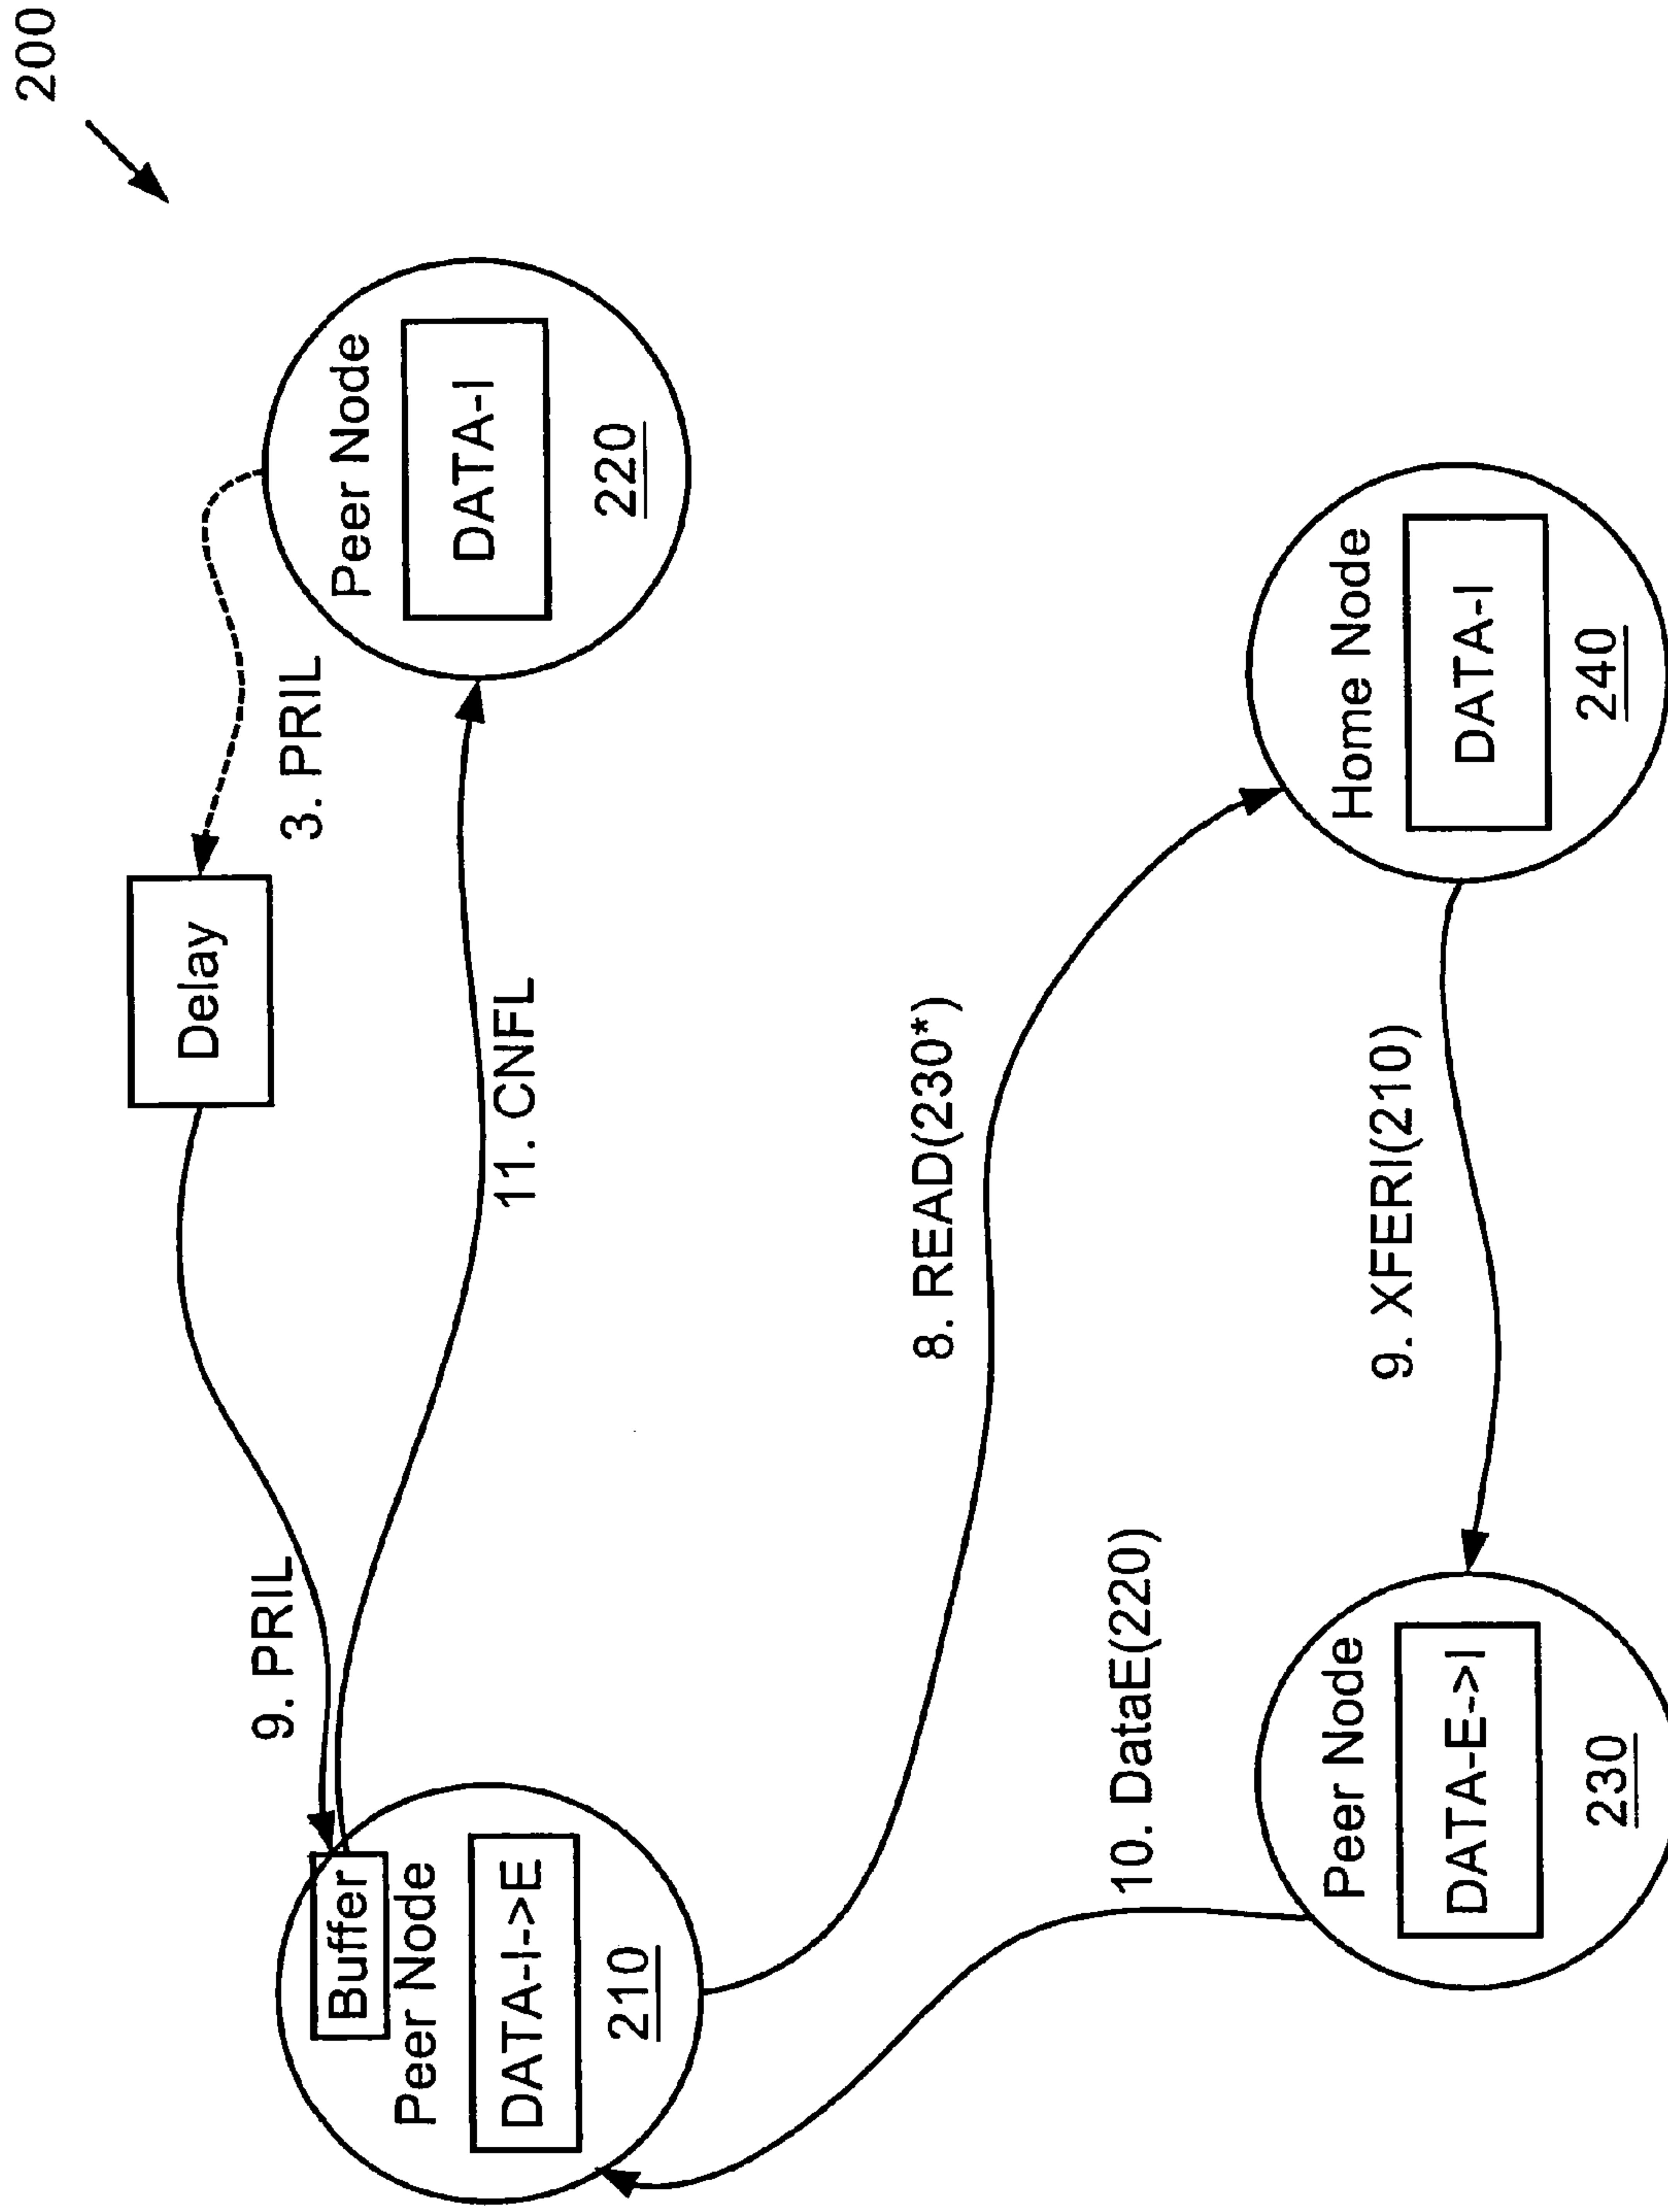 200
Delay
3. PRIL
9. PRIL
Buffer
Peer Node
DATA-I->E
210
Peer Node
DATA-I
220
11. CNFL
8. READ(230*)
10. DataE(220)
9. XFERI(210)
Peer Node
DATA-E->I
230
Home Node
DATA-I
240